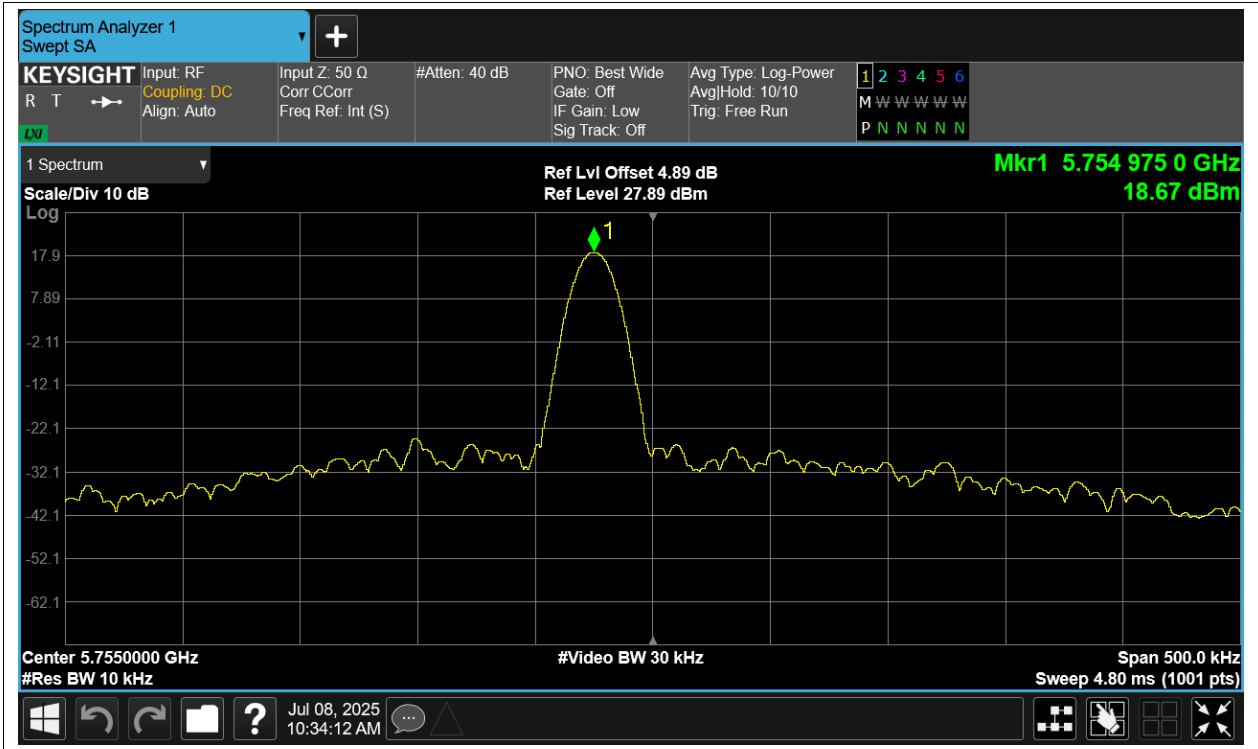 Spectrum Analyzer 1
Swept SA
KEYSIGHT
R T
LXI
Input: RF
Coupling: DC
Align: Auto
Input Z: 50 Ω
Corr CCorr
Freq Ref: Int (S)
#Atten: 40 dB
PNO: Best Wide
Gate: Off
IF Gain: Low
Sig Track: Off
Avg Type: Log-Power
Avg|Hold: 10/10
Trig: Free Run
1 2 3 4 5 6
M W W W W W
P N N N N N
1 Spectrum
Scale/Div 10 dB
Log
Ref Lvl Offset 4.89 dB
Ref Level 27.89 dBm
Mkr1 5.754 975 0 GHz
18.67 dBm
1
17.9
7.89
-2.11
-12.1
-22.1
-32.1
-42.1
-52.1
-62.1
Center 5.7550000 GHz
#Res BW 10 kHz
#Video BW 30 kHz
Span 500.0 kHz
Sweep 4.80 ms (1001 pts)
?
Jul 08, 2025
10:34:12 AM